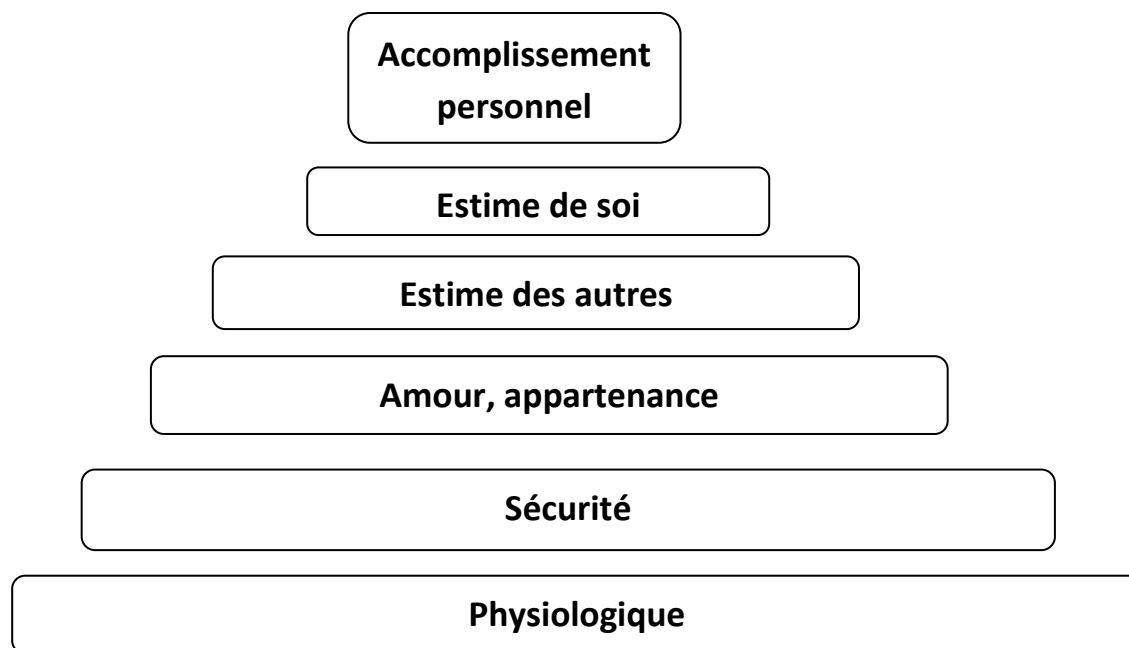 Accomplissement
personnel
Estime de soi
Estime des autres
Amour, appartenance
Sécurité
Physiologique